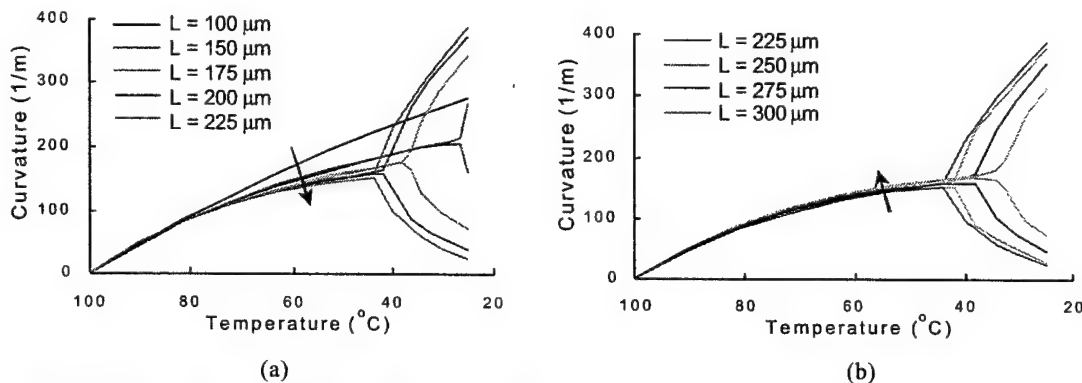 400
300
200
100
0
Curvature (1/m)
L = 100 µm
L = 150 µm
L = 175 µm
L = 200 µm
L = 225 µm
100 80 60 40 20
Temperature (°C)
(a)
400
300
200
100
0
Curvature (1/m)
L = 225 µm
L = 250 µm
L = 275 µm
L = 300 µm
100 80 60 40 20
Temperature (°C)
(b)